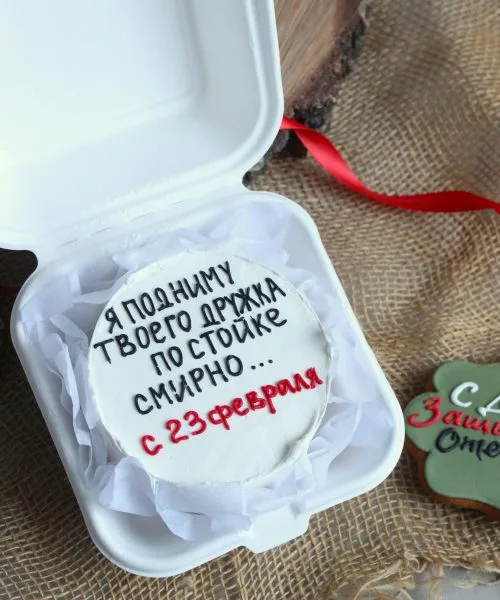 Я ПОДНИМУ
ТВОЕГО ДРУЖКА
ПО СТОЙКЕ
СМИРНО...
с 23 февраля
С